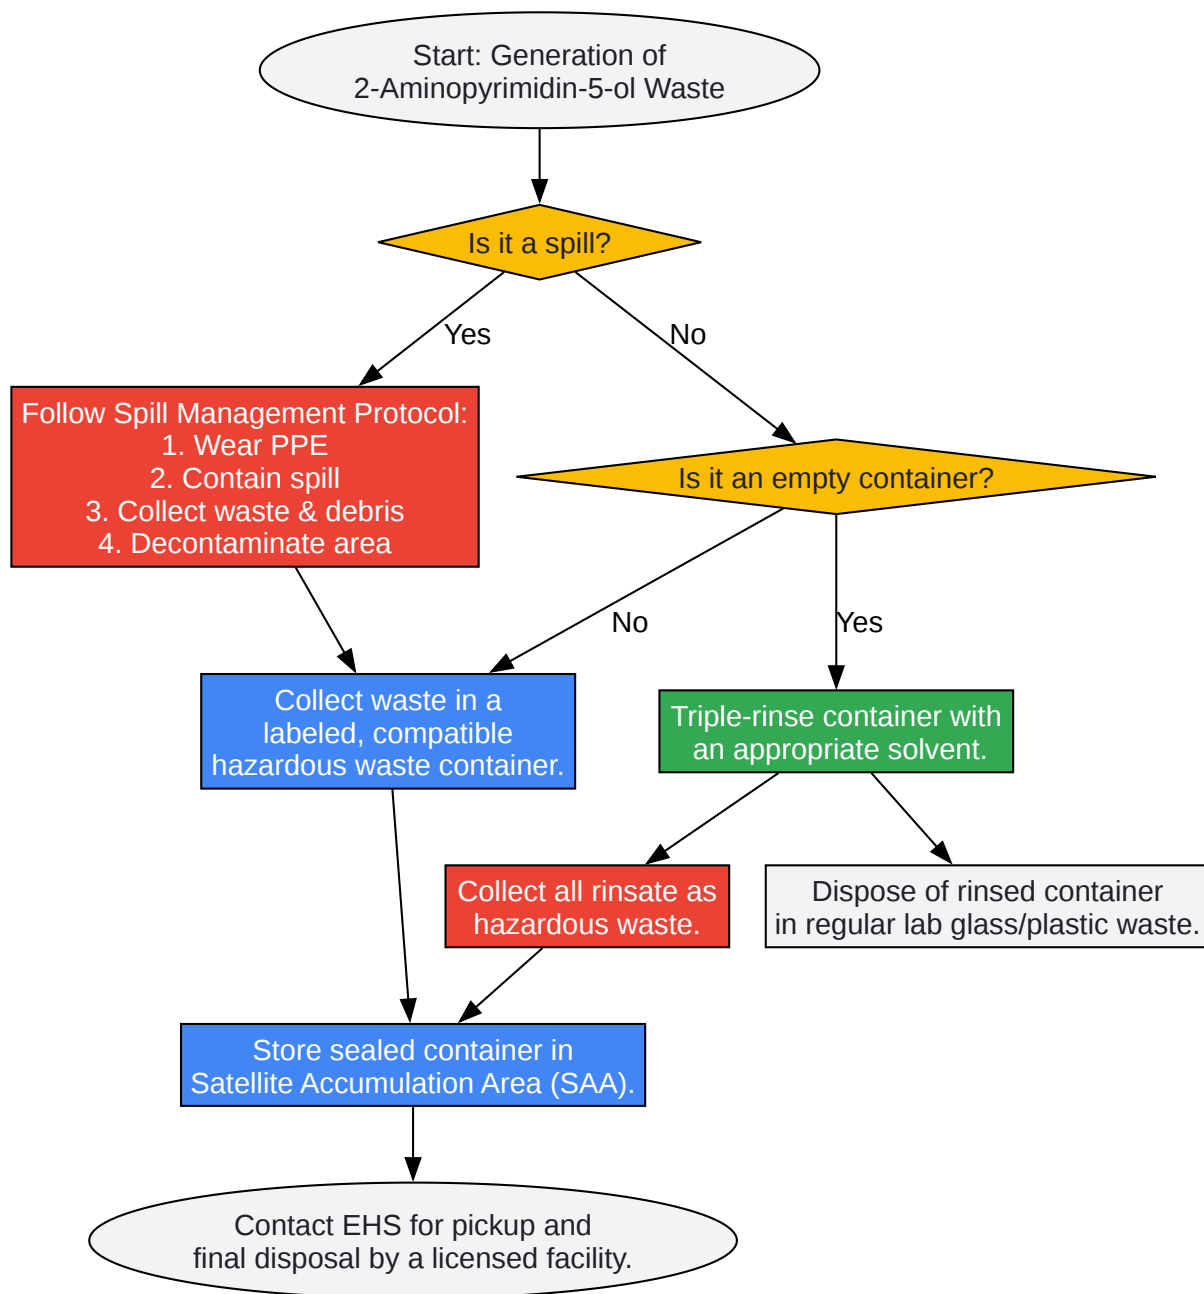 Start: Generation of
2-Aminopyrimidin-5-ol Waste
Is it a spill?
Yes
No
Follow Spill Management Protocol:
1. Wear PPE
2. Contain spill
3. Collect waste & debris
4. Decontaminate area
Is it an empty container?
No
Yes
Collect waste in a
labeled, compatible
hazardous waste container.
Triple-rinse container with
an appropriate solvent.
Collect all rinsate as
hazardous waste.
Dispose of rinsed container
in regular lab glass/plastic waste.
Store sealed container in
Satellite Accumulation Area (SAA).
Contact EHS for pickup and
final disposal by a licensed facility.